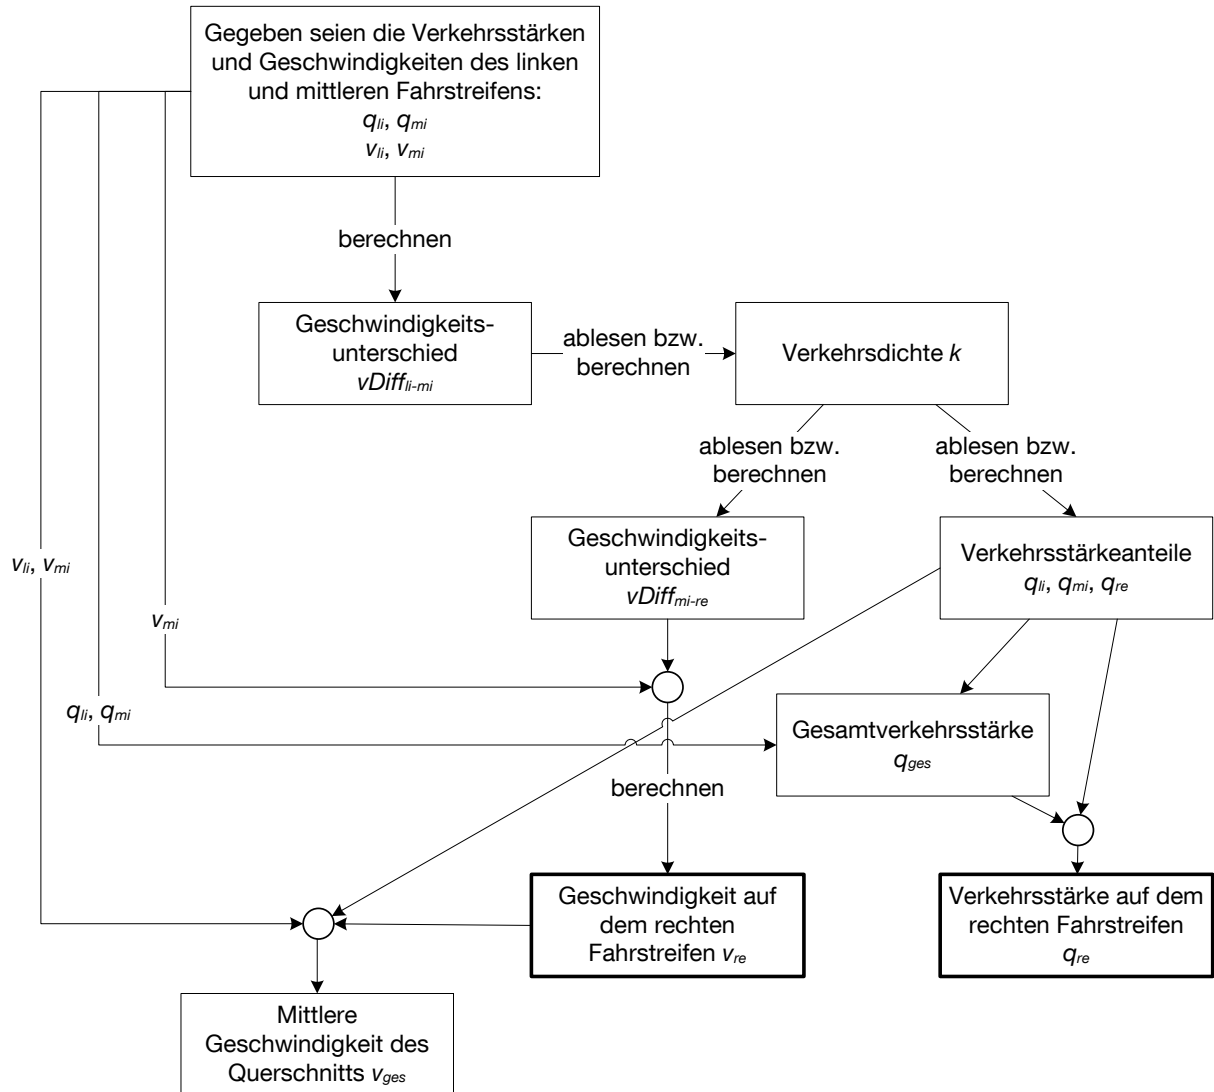 Gegeben seien die Verkehrsstärken
und Geschwindigkeiten des linken
und mittleren Fahrstreifens:
qli, qmi
vli, vmi
berechnen
Geschwindigkeits-
unterschied
vDiffli-mi
ablesen bzw.
berechnen
Verkehrsdichte k
ablesen bzw.
berechnen
ablesen bzw.
berechnen
Geschwindigkeits-
unterschied
vDiffmi-re
Verkehrsstärkeanteile
qli, qmi, qre
vli, vmi
vmi
qli, qmi
Gesamtverkehrsstärke
qges
berechnen
Geschwindigkeit auf
dem rechten
Fahrstreifen vre
Verkehrsstärke auf dem
rechten Fahrstreifen
qre
Mittlere
Geschwindigkeit des
Querschnitts vges